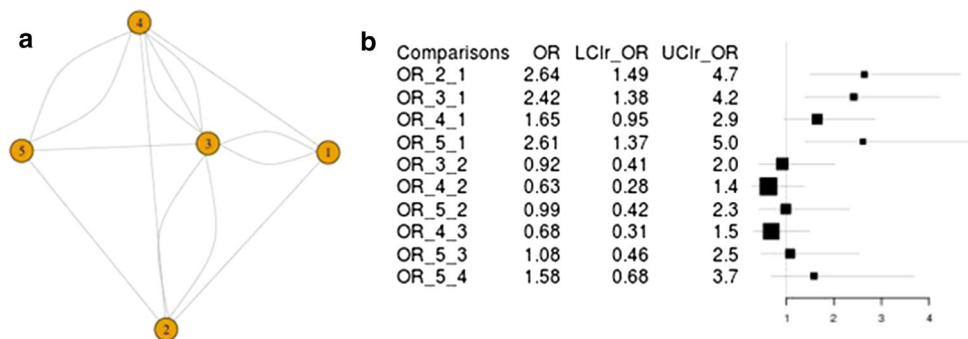 a
4
5
3
1
2
b
Comparisons OR LClr_OR UClr_OR
OR_2_1 2.64 1.49 4.7
OR_3_1 2.42 1.38 4.2
OR_4_1 1.65 0.95 2.9
OR_5_1 2.61 1.37 5.0
OR_3_2 0.92 0.41 2.0
OR_4_2 0.63 0.28 1.4
OR_5_2 0.99 0.42 2.3
OR_4_3 0.68 0.31 1.5
OR_5_3 1.08 0.46 2.5
OR_5_4 1.58 0.68 3.7
1 2 3 4